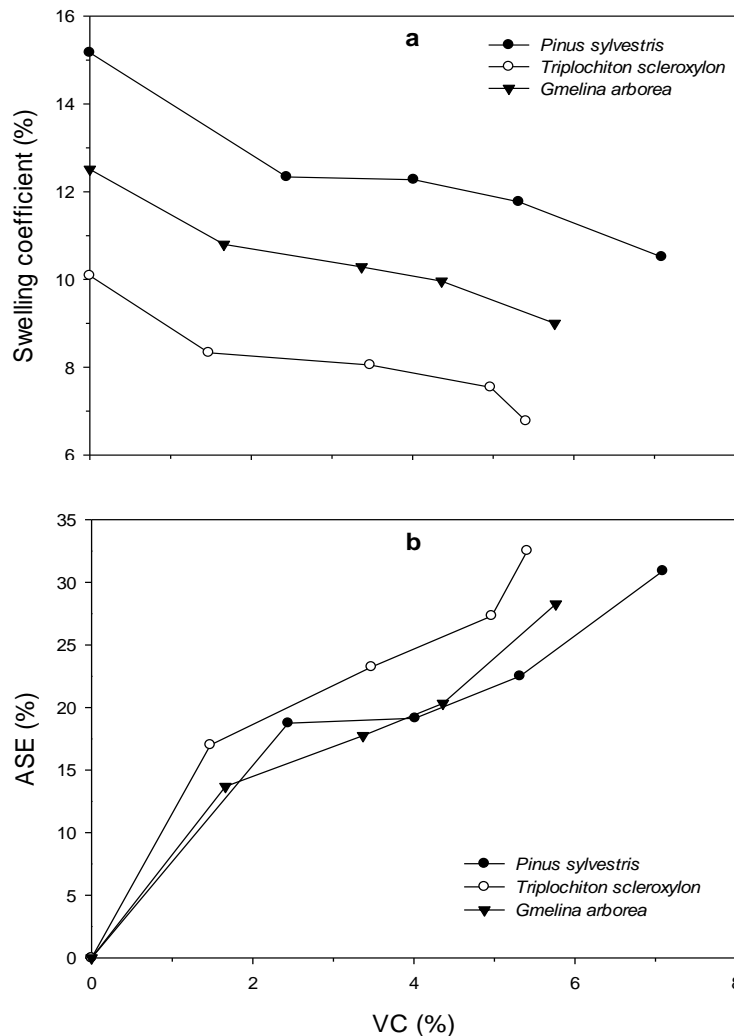 16
a
Pinus sylvestris
Triplochiton scleroxylon
Gmelina arborea
14
12
10
8
6
Swelling coefficient (%)
35
b
30
25
20
15
10
5
0
ASE (%)
Pinus sylvestris
Triplochiton scleroxylon
Gmelina arborea
0 2 4 6 8
VC (%)